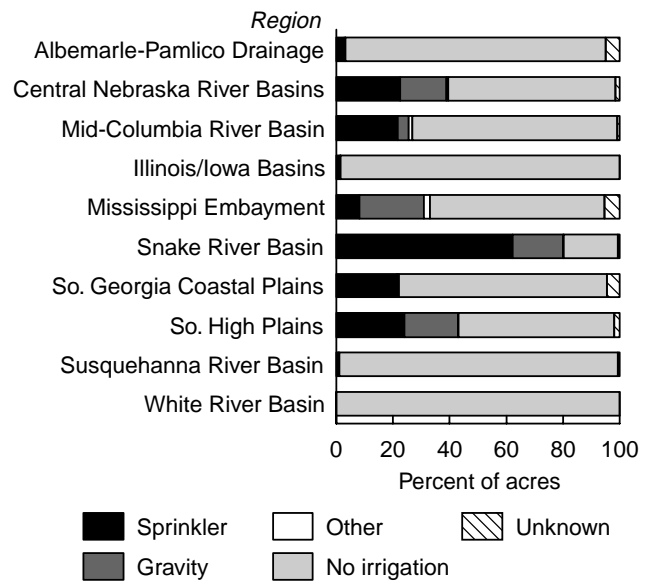 Region
Albemarle-Pamlico Drainage
Central Nebraska River Basins
Mid-Columbia River Basin
Illinois/Iowa Basins
Mississippi Embayment
Snake River Basin
So. Georgia Coastal Plains
So. High Plains
Susquehanna River Basin
White River Basin
0 20 40 60 80 100
Percent of acres
Sprinkler Other Unknown
Gravity No irrigation